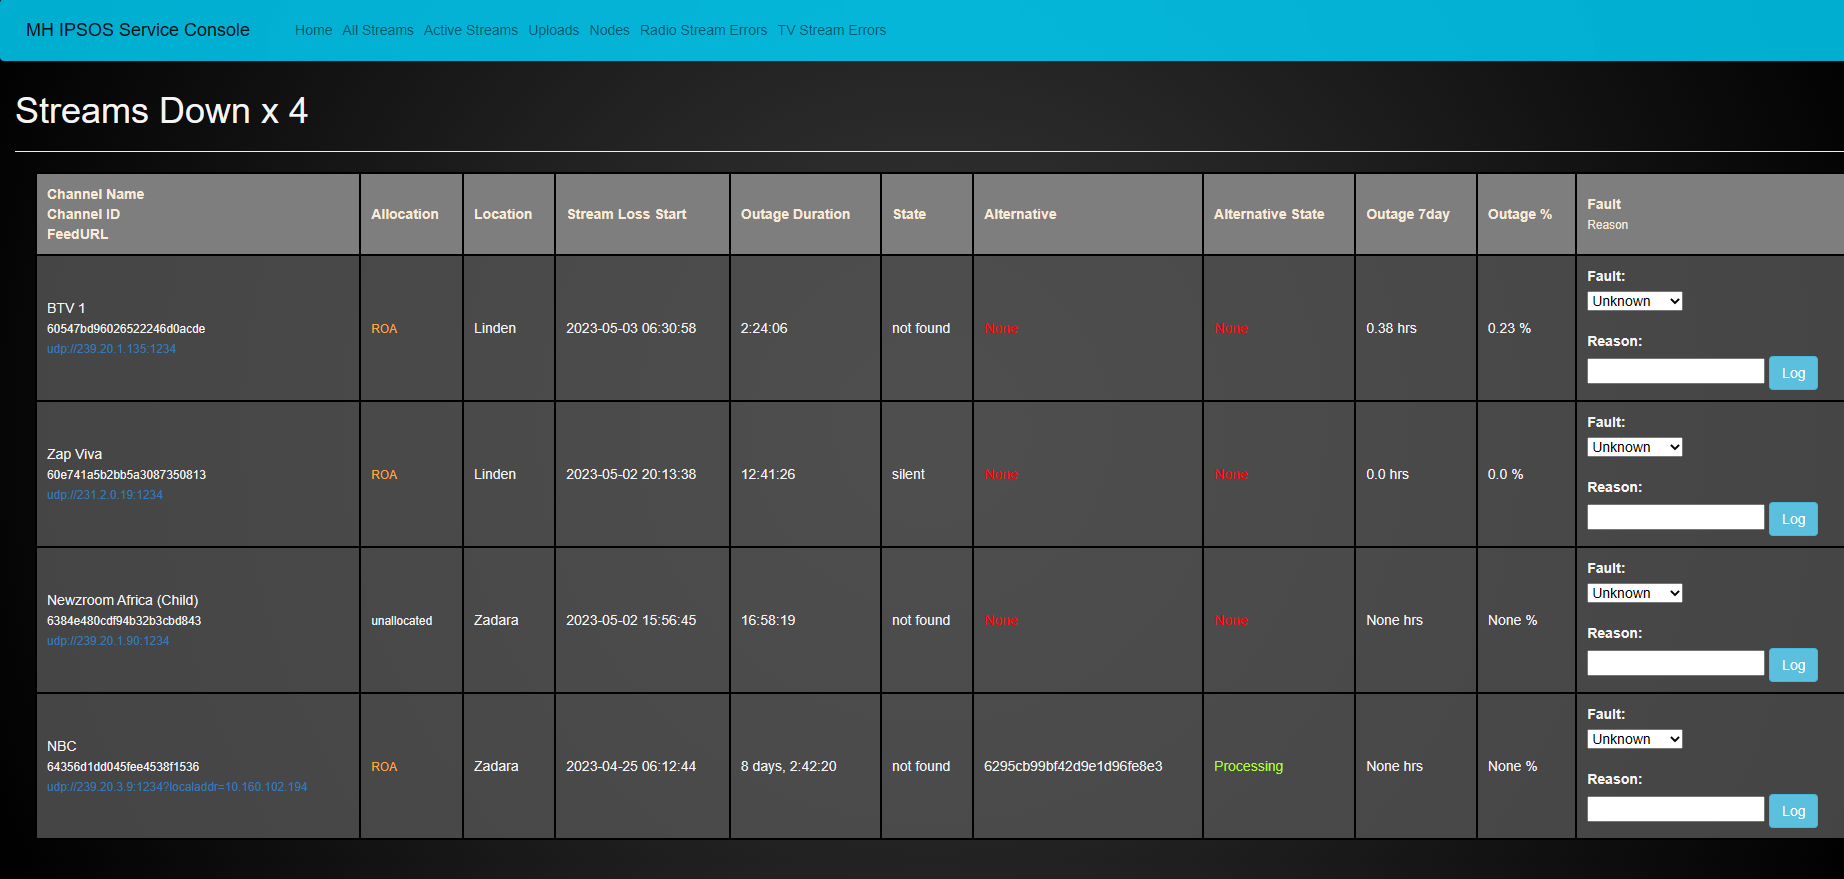 MH IPSOS Service Console Home All Streams Active Streams Uploads Nodes Radio Stream Errors TV Stream Errors
Streams Down x 4
Channel Name
Channel ID
FeedURL
Allocation
Location
Stream Loss Start
Outage Duration
State
Alternative
Alternative State
Outage 7day
Outage %
Fault
Reason
BTV 1
60547bd96026522246d0acde
udp://239.20.1.135:1234
ROA
Linden
2023-05-03 06:30:58
2:24:06
not found
None
None
0.38 hrs
0.23 %
Fault:
Unknown
Reason:
Log
Zap Viva
60e741a5b2bb5a3087350813
udp://231.2.0.19:1234
ROA
Linden
2023-05-02 20:13:38
12:41:26
silent
None
None
0.0 hrs
0.0 %
Fault:
Unknown
Reason:
Log
Newzroom Africa (Child)
6384e480cdf94b32b3cbd843
udp://239.20.1.90:1234
unallocated
Zadara
2023-05-02 15:56:45
16:58:19
not found
None
None
None hrs
None %
Fault:
Unknown
Reason:
Log
NBC
64356d1dd045fee4538f1536
udp://239.20.3.9:1234?localaddr=10.160.102.194
ROA
Zadara
2023-04-25 06:12:44
8 days, 2:42:20
not found
6295cb99bf42d9e1d96fe8e3
Processing
None hrs
None %
Fault:
Unknown
Reason:
Log